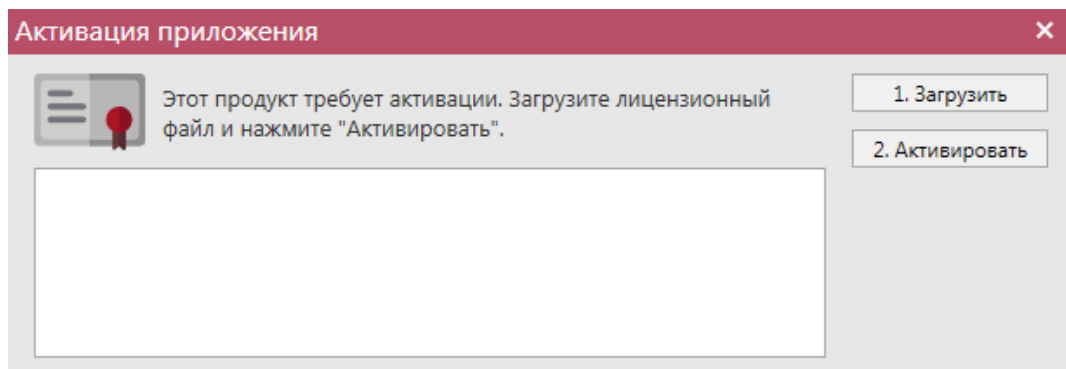 Активация приложения
Этот продукт требует активации. Загрузите лицензионный
файл и нажмите "Активировать".
1. Загрузить
2. Активировать